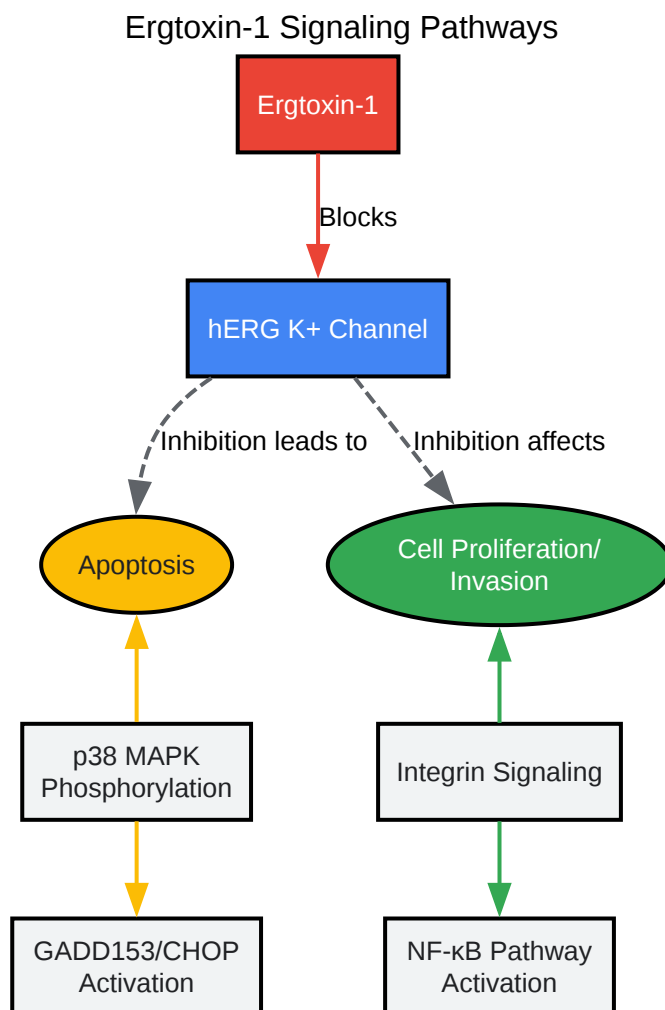 Ergtoxin-1 Signaling Pathways
Ergtoxin-1
Blocks
hERG K+ Channel
Inhibition leads to
Inhibition affects
Apoptosis
Cell Proliferation/
Invasion
p38 MAPK
Phosphorylation
Integrin Signaling
GADD153/CHOP
Activation
NF-κB Pathway
Activation